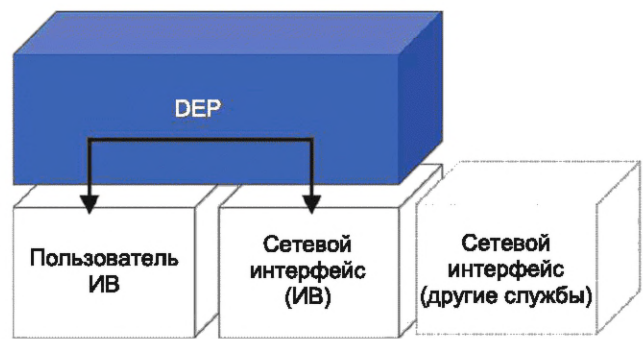 DEP
Пользователь
ИВ
Сетевой
интерфейс
(ИВ)
Сетевой
интерфейс
(другие службы)